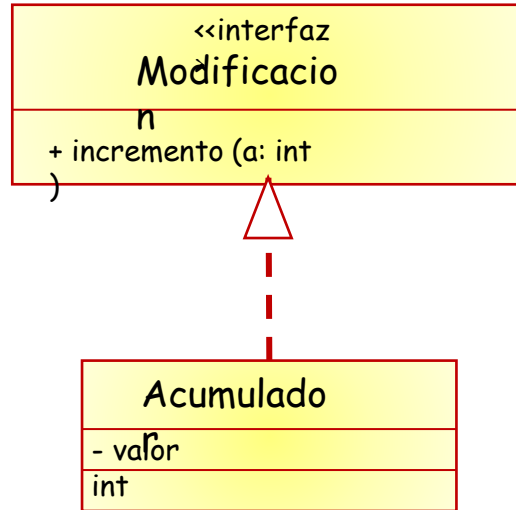 <<interfaz
>
Modificacio
n
+ incremento (a: int
)
Acumulado
r
- valor
int